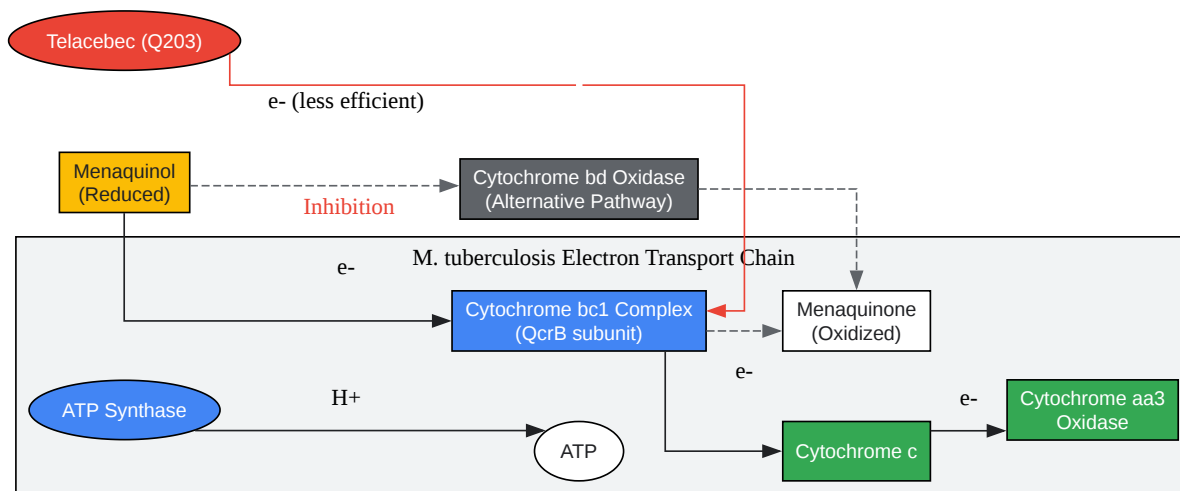 Telacebec (Q203)
e- (less efficient)
Menaquinol
(Reduced)
Inhibition
Cytochrome bd Oxidase
(Alternative Pathway)
M. tuberculosis Electron Transport Chain
e-
Cytochrome bc1 Complex
(QcrB subunit)
Menaquinone
(Oxidized)
e-
ATP Synthase
H+
ATP
Cytochrome c
e-
Cytochrome aa3
Oxidase